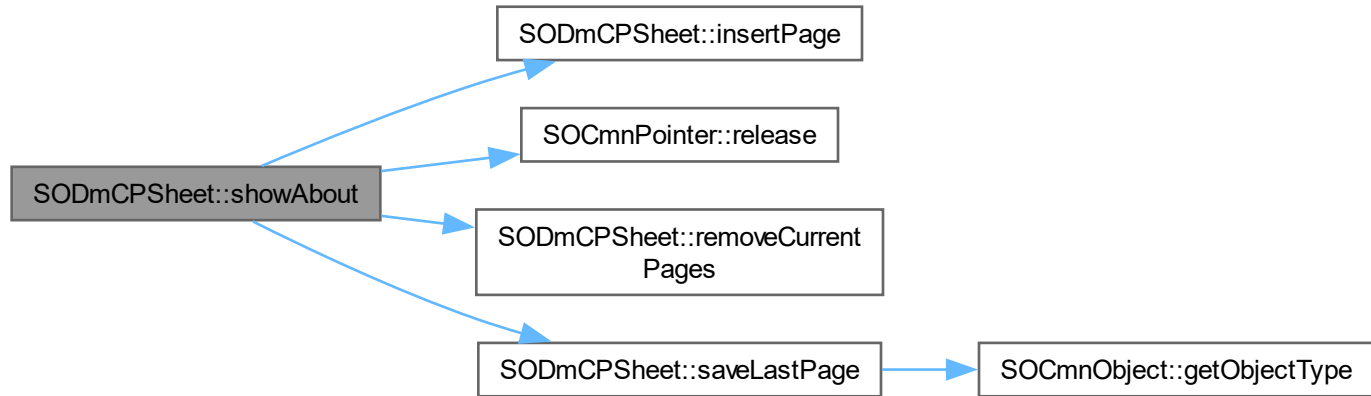 SODmCPSheet::insertPage
SOCmnPointer::release
SODmCPSheet::showAbout
SODmCPSheet::removeCurrent
Pages
SODmCPSheet::saveLastPage
SOCmnObject::getObjectType